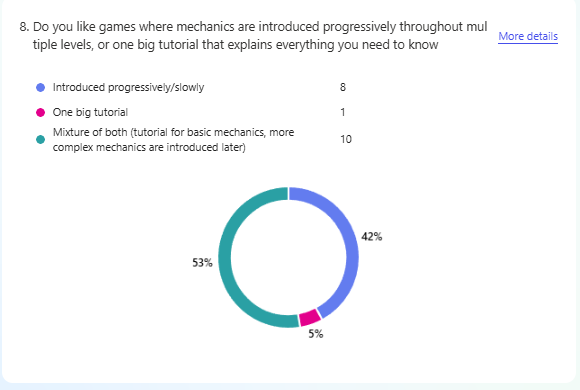 8. Do you like games where mechanics are introduced progressively throughout mul
tiple levels, or one big tutorial that explains everything you need to know
More details
Introduced progressively/slowly 8
One big tutorial 1
Mixture of both (tutorial for basic mechanics, more
complex mechanics are introduced later) 10
42%
53%
5%